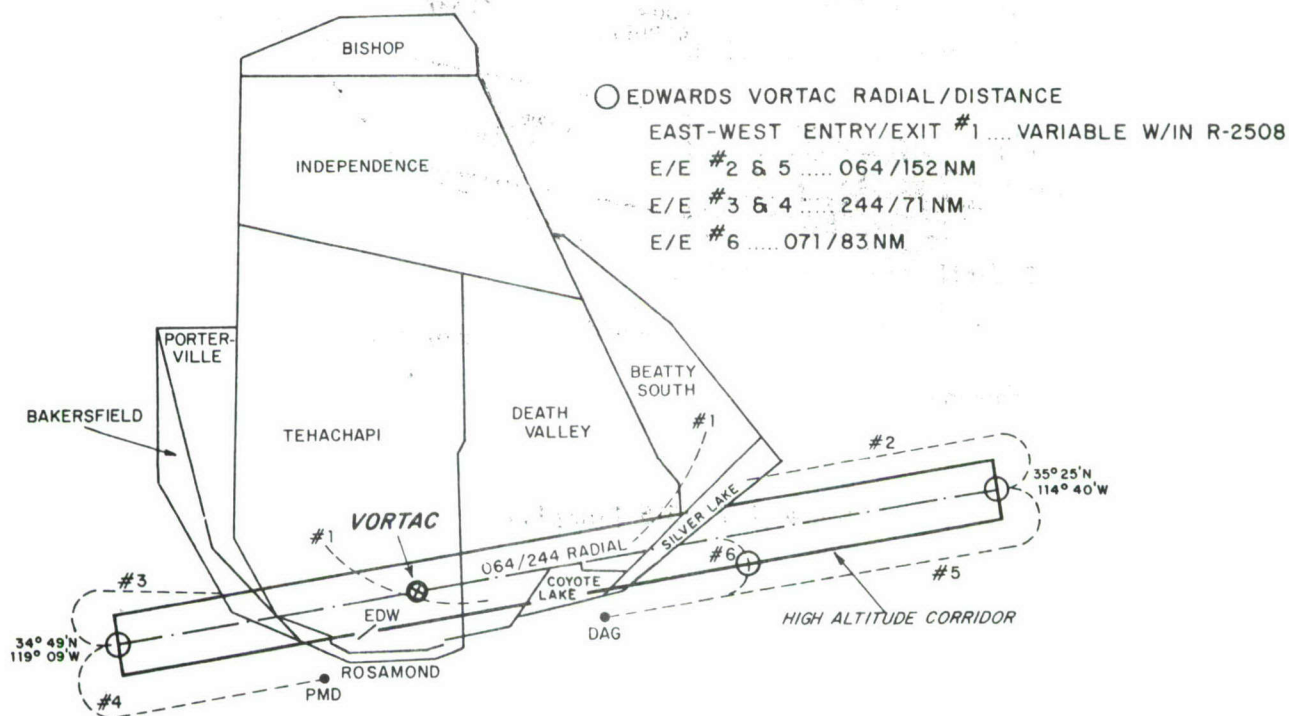 BISHOP
EDWARDS VORTAC RADIAL/DISTANCE
EAST-WEST ENTRY/EXIT #1 .... VARIABLE W/IN R-2508
E/E #2 & 5 ..... 064/152 NM
E/E #3 & 4 ..... 244/71 NM
E/E #6 ..... 071/83 NM
INDEPENDENCE
PORTER-
VILLE
BEATTY
SOUTH
BAKERSFIELD
TEHACHAPI
DEATH
VALLEY
#1
#2
35° 25'N
114° 40'W
VORTAC
SILVER LAKE
#1
064/244 RADIAL
#6
#5
#3
COYOTE
LAKE
EDW
HIGH ALTITUDE CORRIDOR
DAG
34° 49'N
119° 09'W
ROSAMOND
#4
PMD